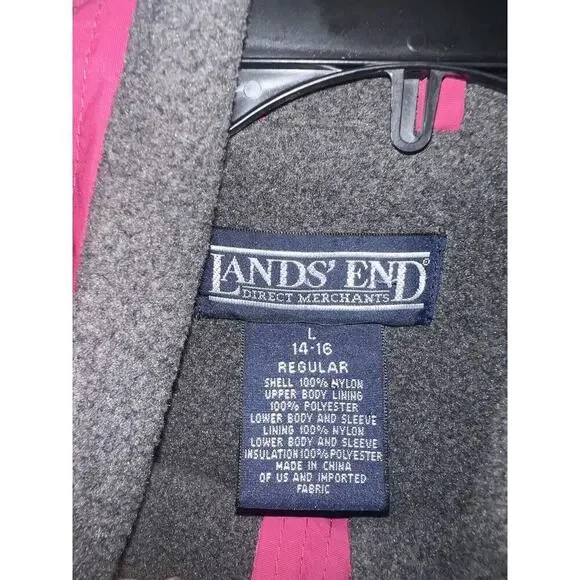 LANDS' END®
DIRECT MERCHANTS
L
14-16
REGULAR
SHELL 100% NYLON
UPPER BODY LINING
100% POLYESTER
LOWER BODY AND SLEEVE
LINING 100% NYLON
LOWER BODY AND SLEEVE
INSULATION 100% POLYESTER
MADE IN CHINA
OF US AND IMPORTED
FABRIC